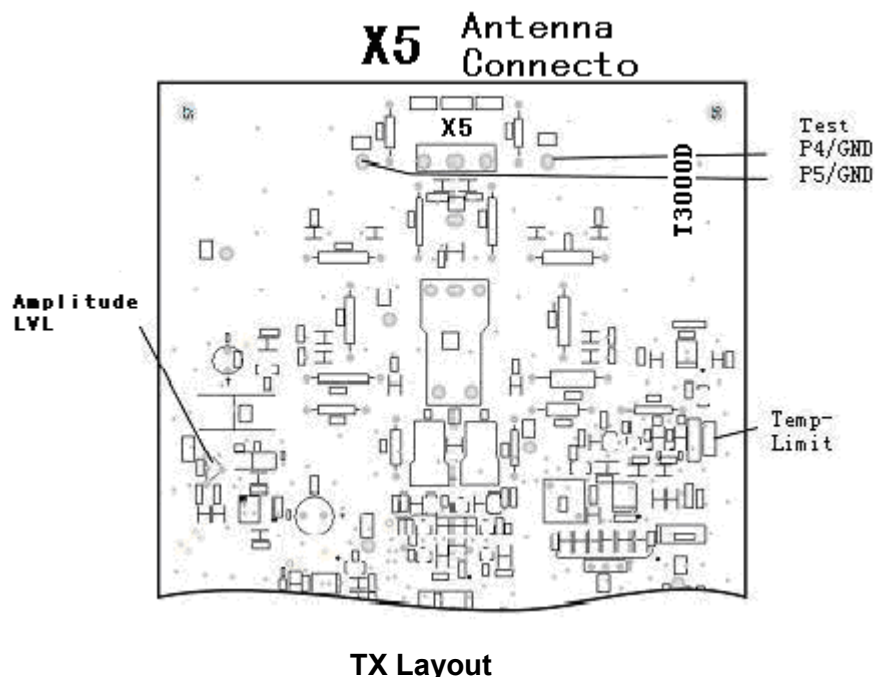 X5 Antenna
Connecto
X5
T3000D
Test
P4/GND
P5/GND
Amplitude
LVL
Temp-
Limit
TX Layout